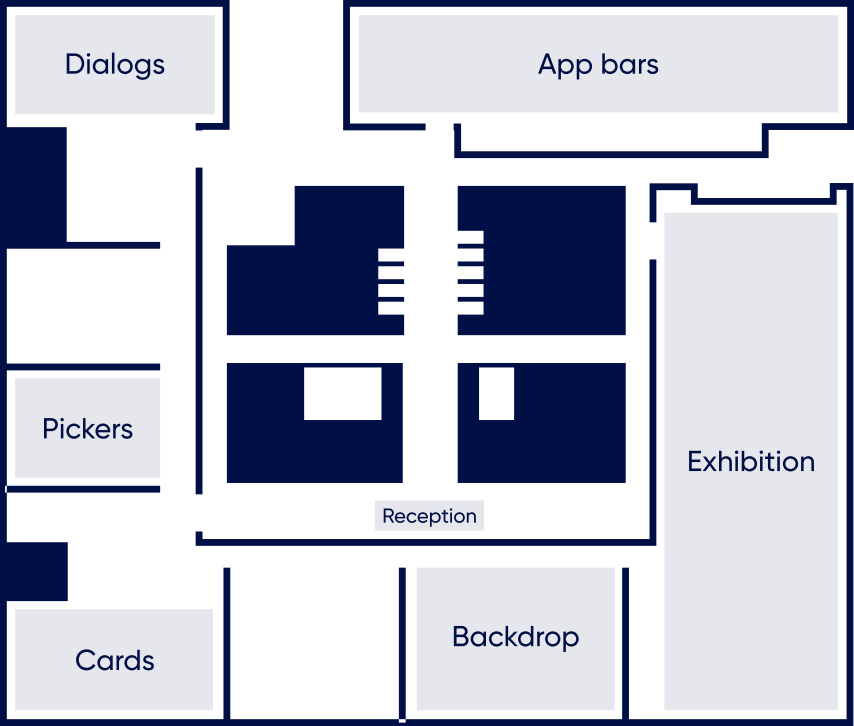 Dialogs
App bars
Pickers
Exhibition
Reception
Backdrop
Cards